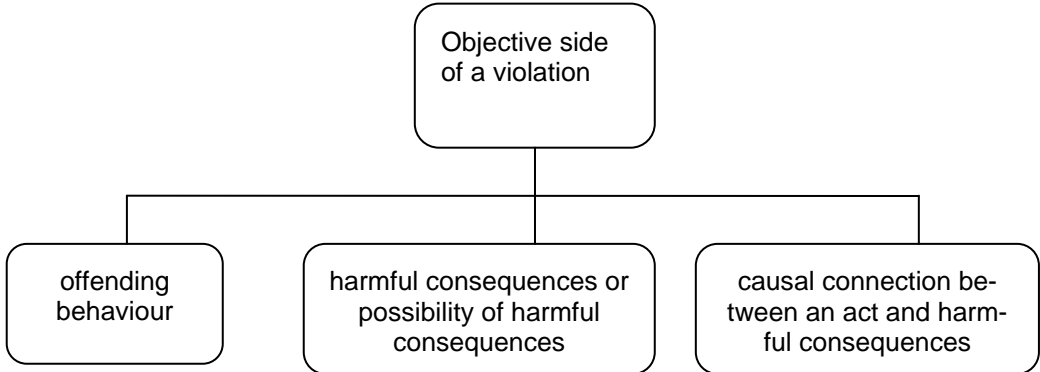 Objective side
of a violation
offending
behaviour
harmful consequences or
possibility of harmful
consequences
causal connection be-
tween an act and harm-
ful consequences